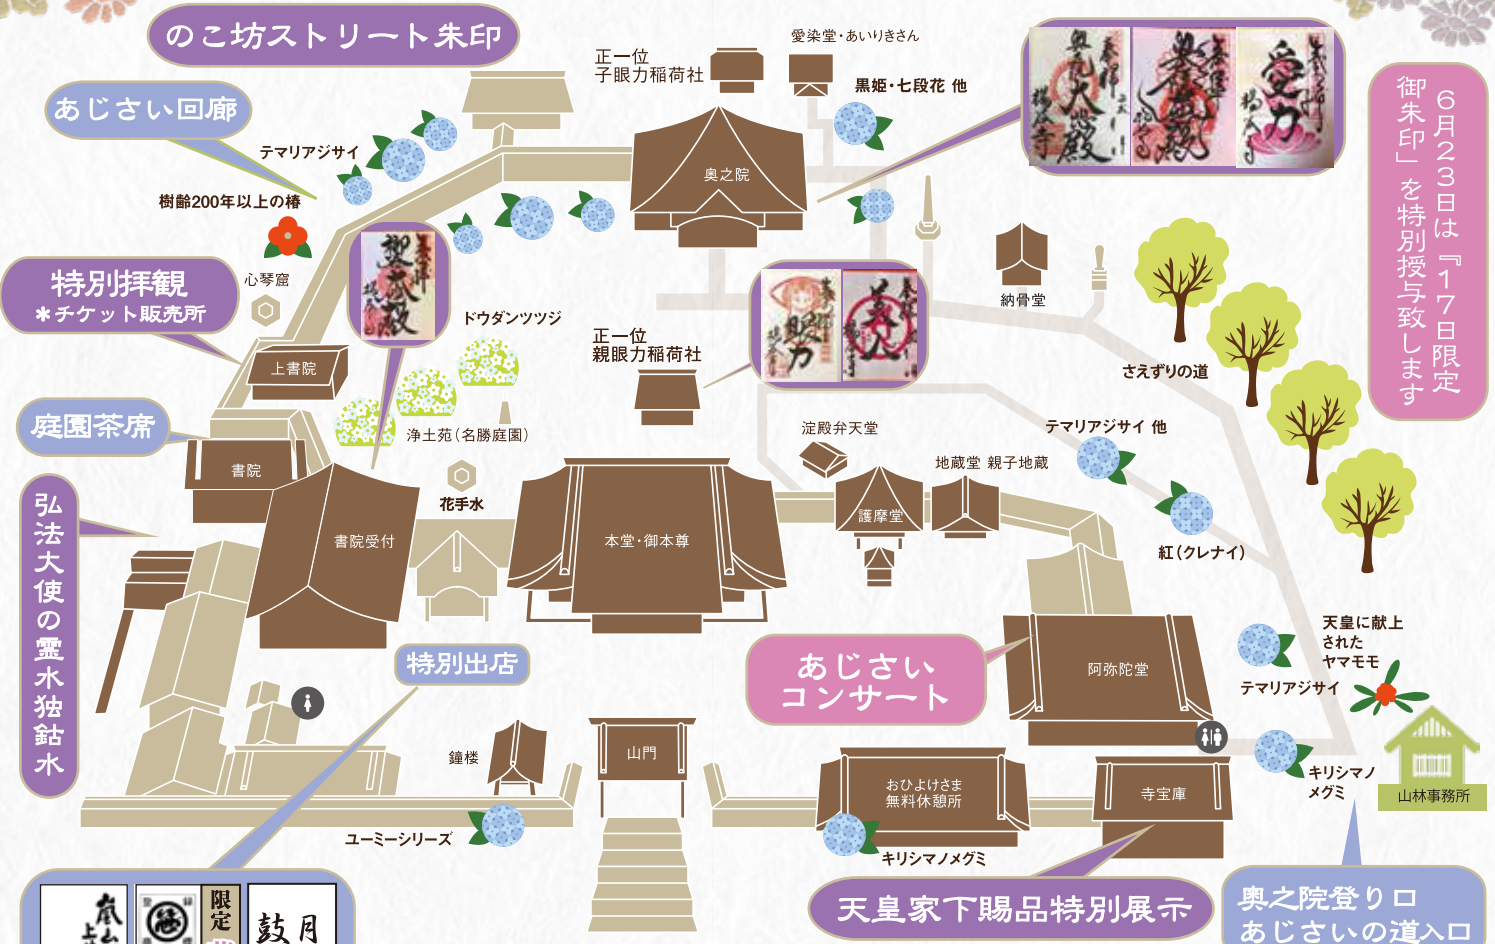 のこ坊ストリート朱印
あじさい回廊
テマリアジサイ
樹齢200年以上の椿
心琴窟
特別拝観
＊チケット販売所
上書院
庭園茶席
書院
弘法大使の霊水独鈷水
書院受付
ドウダンツツジ
浄土苑（名勝庭園）
花手水
正一位
子眼力稲荷社
愛染堂・あいりきさん
黒姫・七段花 他
奥之院
正一位
親眼力稲荷社
本堂・御本尊
淀殿弁天堂
護摩堂
地蔵堂 親子地蔵
納骨堂
6月23日は『17日限定
御朱印」を特別授与致します
さえずりの道
テマリアジサイ 他
紅（クレナイ）
あじさい
コンサート
阿弥陀堂
天皇に献上
された
ヤマモモ
テマリアジサイ
キリシマノ
メグミ
山林事務所
特別出店
鐘楼
山門
ユーミーシリーズ
おひよけさま
無料休憩所
キリシマノメグミ
寺宝庫
天皇家下賜品特別展示
奥之院登り口
あじさいの道入口
嵐山
限定
鼓月